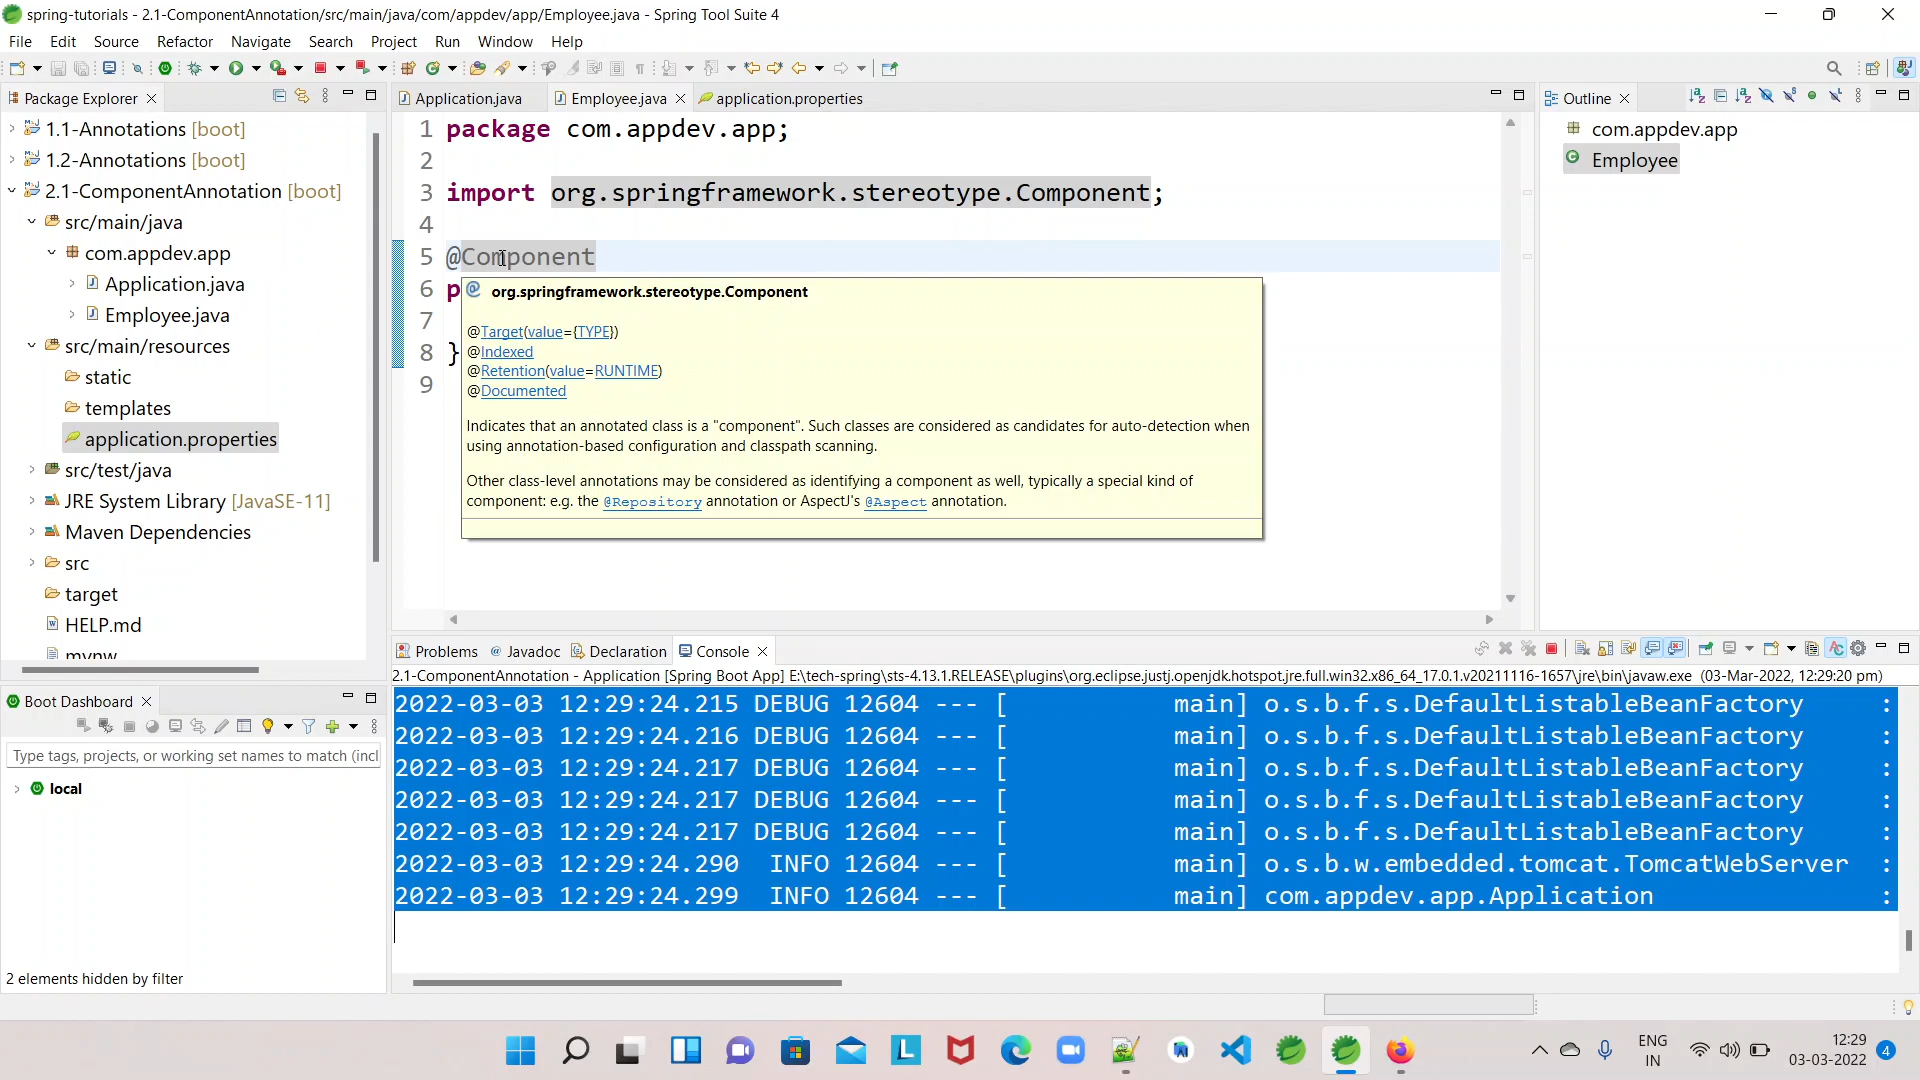 spring-tutorials - 2.1-ComponentAnnotation/src/main/java/com/appdev/app/Employee.java - Spring Tool Suite 4
File Edit Source Refactor Navigate Search Project Run Window Help
Package Explorer
1.1-Annotations [boot]
1.2-Annotations [boot]
2.1-ComponentAnnotation [boot]
src/main/java
com.appdev.app
Application.java
Employee.java
src/main/resources
static
templates
application.properties
src/test/java
JRE System Library [JavaSE-11]
Maven Dependencies
src
target
HELP.md
mvnw
Application.java Employee.java application.properties
1 package com.appdev.app;
2
3 import org.springframework.stereotype.Component;
4
5 @Component
6 p
7
8 }
9
@ org.springframework.stereotype.Component
@Target(value={TYPE})
@Indexed
@Retention(value=RUNTIME)
@Documented
Indicates that an annotated class is a "component". Such classes are considered as candidates for auto-detection when
using annotation-based configuration and classpath scanning.
Other class-level annotations may be considered as identifying a component as well, typically a special kind of
component: e.g. the @Repository annotation or AspectJ's @Aspect annotation.
Outline
com.appdev.app
Employee
Boot Dashboard
Type tags, projects, or working set names to match (incl
local
2 elements hidden by filter
Problems @ Javadoc Declaration Console
2.1-ComponentAnnotation - Application [Spring Boot App] E:\tech-spring\sts-4.13.1.RELEASE\plugins\org.eclipse.justj.openjdk.hotspot.jre.full.win32.x86_64_17.0.1.v20211116-1657\jre\bin\javaw.exe (03-Mar-2022, 12:29:20 pm)
2022-03-03 12:29:24.215 DEBUG 12604 --- [ main] o.s.b.f.s.DefaultListableBeanFactory :
2022-03-03 12:29:24.216 DEBUG 12604 --- [ main] o.s.b.f.s.DefaultListableBeanFactory :
2022-03-03 12:29:24.217 DEBUG 12604 --- [ main] o.s.b.f.s.DefaultListableBeanFactory :
2022-03-03 12:29:24.217 DEBUG 12604 --- [ main] o.s.b.f.s.DefaultListableBeanFactory :
2022-03-03 12:29:24.217 DEBUG 12604 --- [ main] o.s.b.f.s.DefaultListableBeanFactory :
2022-03-03 12:29:24.290 INFO 12604 --- [ main] o.s.b.w.embedded.tomcat.TomcatWebServer :
2022-03-03 12:29:24.299 INFO 12604 --- [ main] com.appdev.app.Application :
ENG
IN
12:29
03-03-2022
4